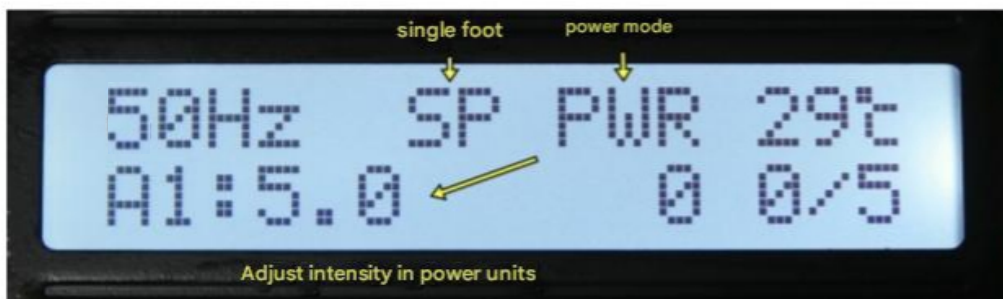 single foot power mode
50Hz SP PWR 29℃
A1:5.0 0 0/5
Adjust intensity in power units